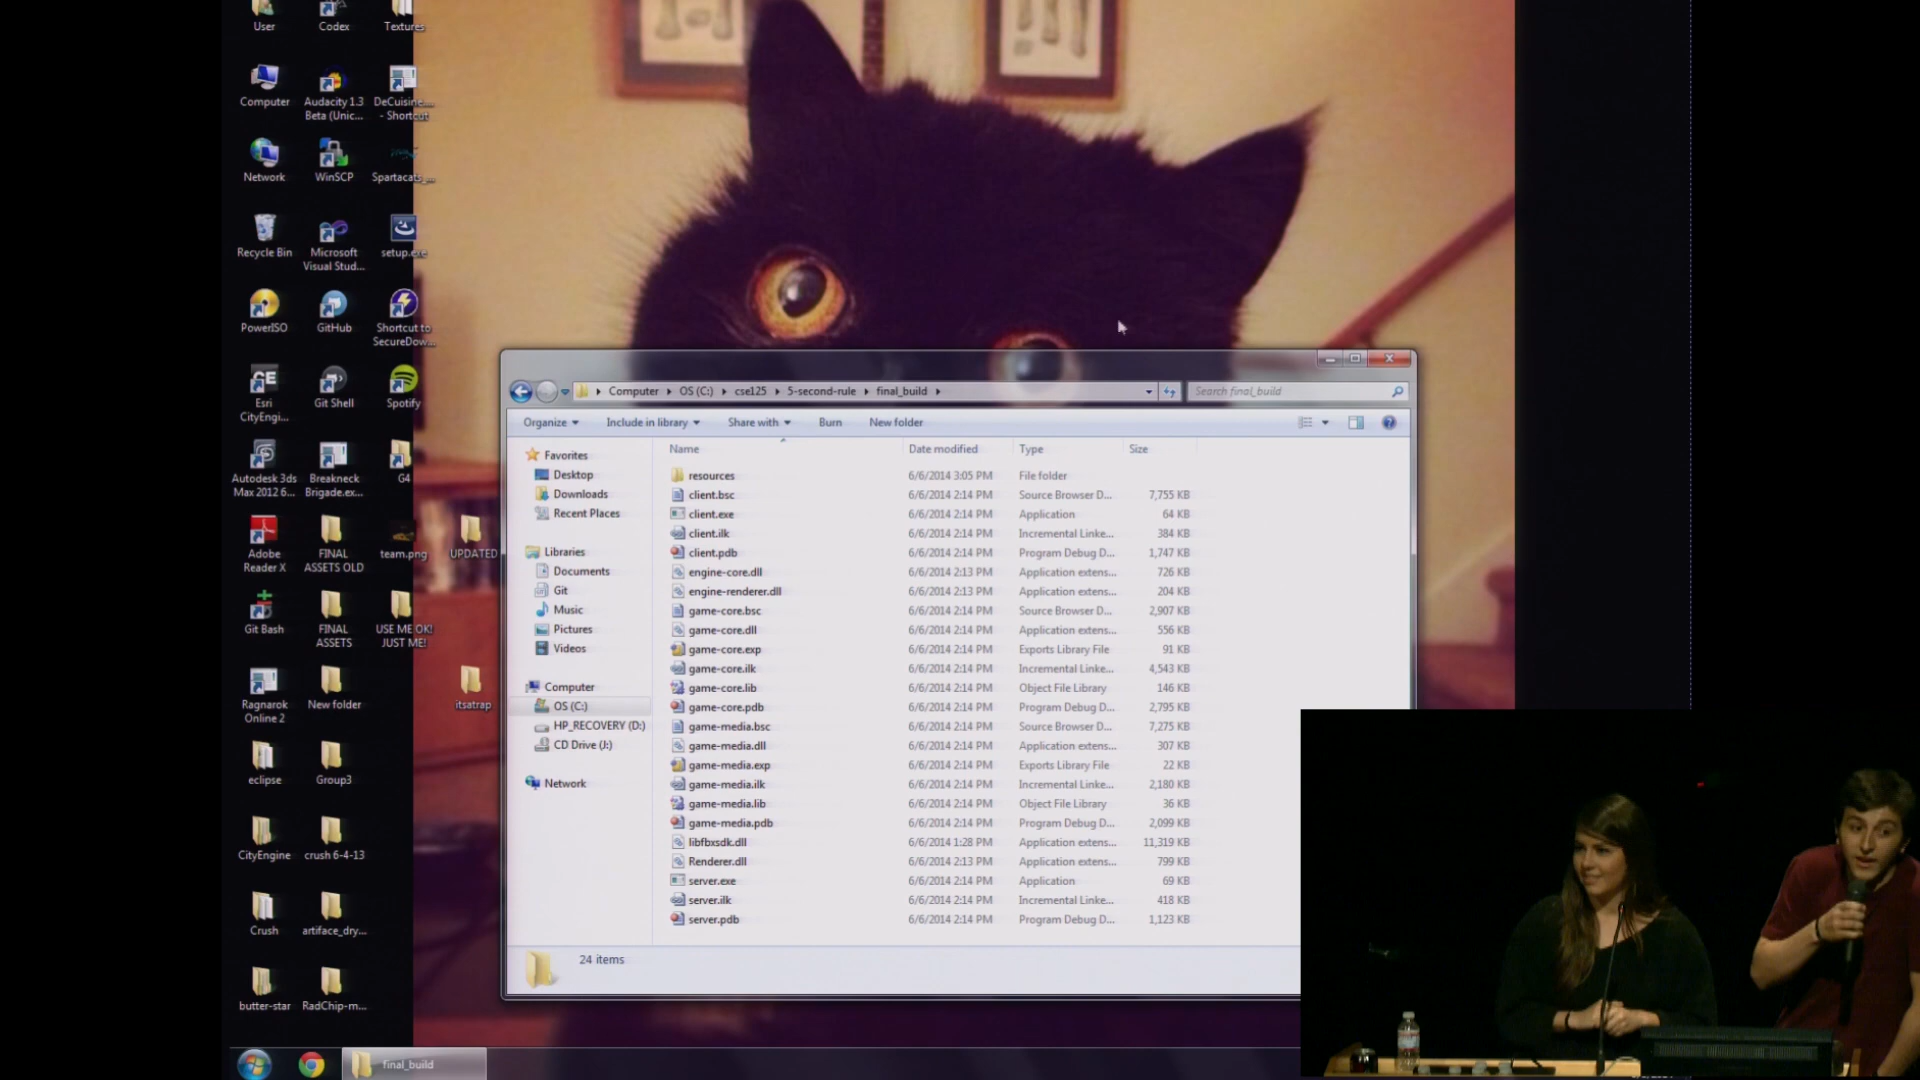 User
Codex
Textures
Computer
Audacity 1.3
Beta (Unic...
DeCuisine...
- Shortcut
Network
WinSCP
Spartacats_...
Recycle Bin
Microsoft
Visual Stud...
setup.exe
PowerISO
GitHub
Shortcut to
SecureDow...
Esri
CityEngi...
Git Shell
Spotify
Autodesk 3ds
Max 2012 6...
Breakneck
Brigade.ex...
G4
Adobe
Reader X
FINAL
ASSETS OLD
team.png
UPDATED
Git Bash
FINAL
ASSETS
USE ME OK!
JUST ME!
Ragnarok
Online 2
New folder
itsatrap
eclipse
Group3
CityEngine
crush 6-4-13
Crush
artiface_dry...
butter-star
RadChip-m...
Computer OS (C:) cse125 5-second-rule final_build
Search final_build
Organize Include in library Share with Burn New folder
Favorites
Desktop
Downloads
Recent Places
Libraries
Documents
Git
Music
Pictures
Videos
Computer
OS (C:)
HP_RECOVERY (D:)
CD Drive (J:)
Network
Name Date modified Type Size
resources 6/6/2014 3:05 PM File folder
client.bsc 6/6/2014 2:14 PM Source Browser D... 7,755 KB
client.exe 6/6/2014 2:14 PM Application 64 KB
client.ilk 6/6/2014 2:14 PM Incremental Linke... 384 KB
client.pdb 6/6/2014 2:14 PM Program Debug D... 1,747 KB
engine-core.dll 6/6/2014 2:13 PM Application extens... 726 KB
engine-renderer.dll 6/6/2014 2:13 PM Application extens... 204 KB
game-core.bsc 6/6/2014 2:14 PM Source Browser D... 2,907 KB
game-core.dll 6/6/2014 2:14 PM Application extens... 556 KB
game-core.exp 6/6/2014 2:14 PM Exports Library File 91 KB
game-core.ilk 6/6/2014 2:14 PM Incremental Linke... 4,543 KB
game-core.lib 6/6/2014 2:14 PM Object File Library 146 KB
game-core.pdb 6/6/2014 2:14 PM Program Debug D... 2,795 KB
game-media.bsc 6/6/2014 2:14 PM Source Browser D... 7,275 KB
game-media.dll 6/6/2014 2:14 PM Application extens... 307 KB
game-media.exp 6/6/2014 2:14 PM Exports Library File 22 KB
game-media.ilk 6/6/2014 2:14 PM Incremental Linke... 2,180 KB
game-media.lib 6/6/2014 2:14 PM Object File Library 36 KB
game-media.pdb 6/6/2014 2:14 PM Program Debug D... 2,099 KB
libfbxsdk.dll 6/6/2014 1:28 PM Application extens... 11,319 KB
Renderer.dll 6/6/2014 2:13 PM Application extens... 799 KB
server.exe 6/6/2014 2:14 PM Application 69 KB
server.ilk 6/6/2014 2:14 PM Incremental Linke... 418 KB
server.pdb 6/6/2014 2:14 PM Program Debug D... 1,123 KB
24 items
final_build